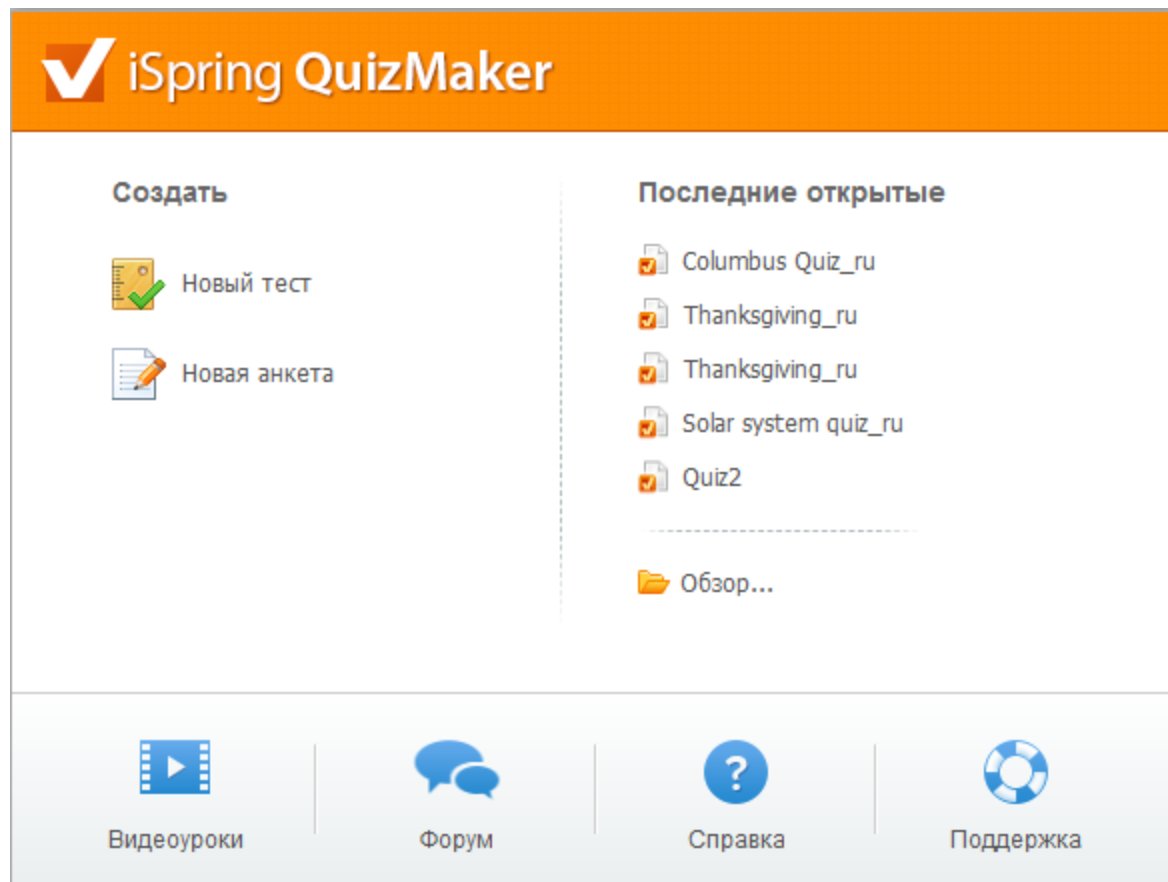 iSpring QuizMaker
Создать
Новый тест
Новая анкета
Последние открытые
Columbus Quiz_ru
Thanksgiving_ru
Thanksgiving_ru
Solar system quiz_ru
Quiz2
Обзор...
Видеоуроки
Форум
Справка
Поддержка